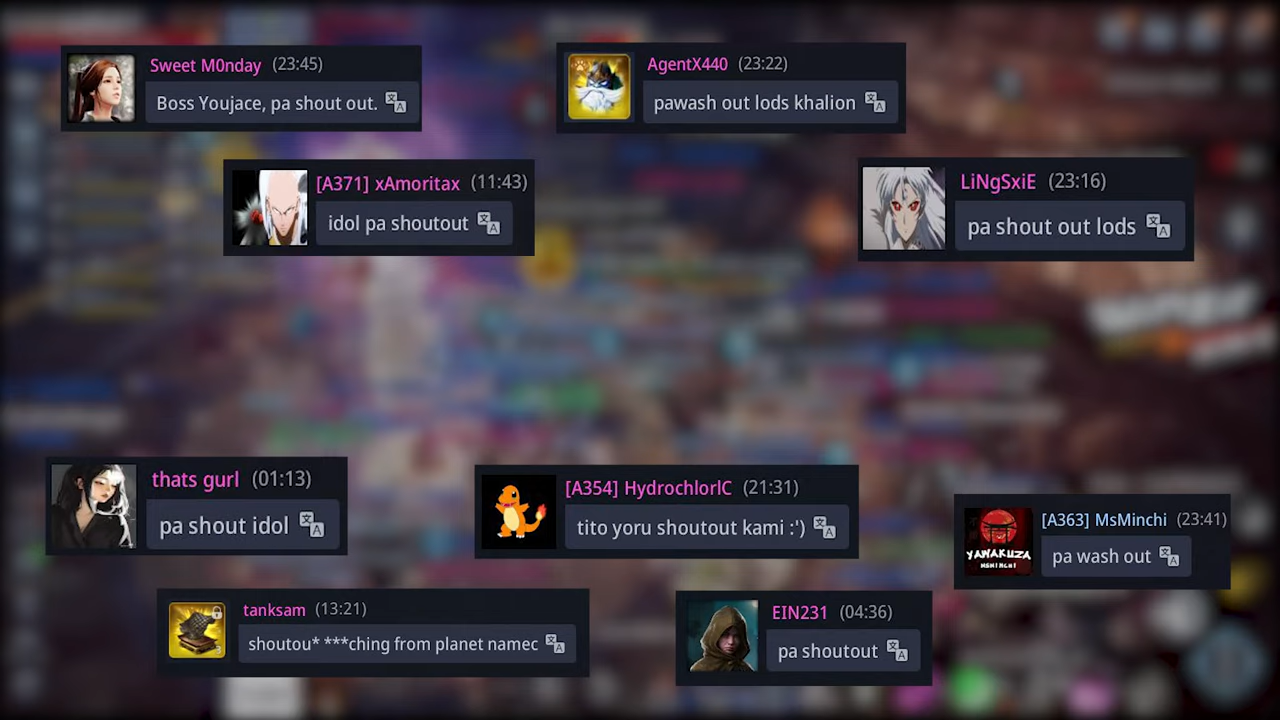 Sweet M0nday (23:45)
Boss Youjace, pa shout out.
AgentX440 (23:22)
pawash out lods khalion
[A371] xAmoritax (11:43)
idol pa shoutout
LiNgSxiE (23:16)
pa shout out lods
thats gurl (01:13)
pa shout idol
[A354] HydrochlorlC (21:31)
tito yoru shoutout kami :')
[A363] MsMinchi (23:41)
pa wash out
YAWAKUZA
MSHIMCHI
tanksam (13:21)
shoutou* ***ching from planet namec
3
EIN231 (04:36)
pa shoutout